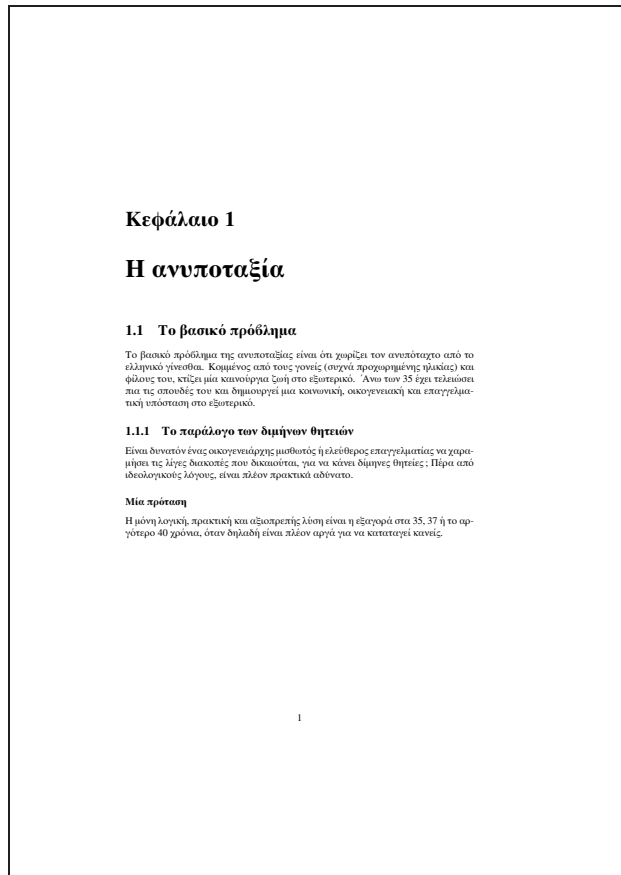 Κεφάλαιο 1
Η ανυποταξία
1.1 Το βασικό πρόβλημα
Το βασικό πρόβλημα της ανυποταξίας είναι ότι χωρίζει τον ανυπόταχτο από το
ελληνικό γίνεσθαι. Κομμένος από τους γονείς (συχνά προχωρημένης ηλικίας) και
φίλους του, κτίζει μία καινούργια ζωή στο εξωτερικό. Άνω των 35 έχει τελειώσει
πια τις σπουδές του και δημιουργεί μια κοινωνική, οικογενειακή και επαγγελμα-
τική υπόσταση στο εξωτερικό.
1.1.1 Το παράλογο των διμήνων θητειών
Είναι δυνατόν ένας οικογενειάρχης μισθωτός ή ελεύθερος επαγγελματίας να χαρα-
μήσει τις λίγες διακοπές που δικαιούται, για να κάνει δίμηνες θητείες ; Πέρα από
ιδεολογικούς λόγους, είναι πλέον πρακτικά αδύνατο.
Μία πρόταση
Η μόνη λογική, πρακτική και αξιοπρεπής λύση είναι η εξαγορά στα 35, 37 ή το αρ-
γότερο 40 χρόνια, όταν δηλαδή είναι πλέον αργά για να καταταγεί κανείς.
1